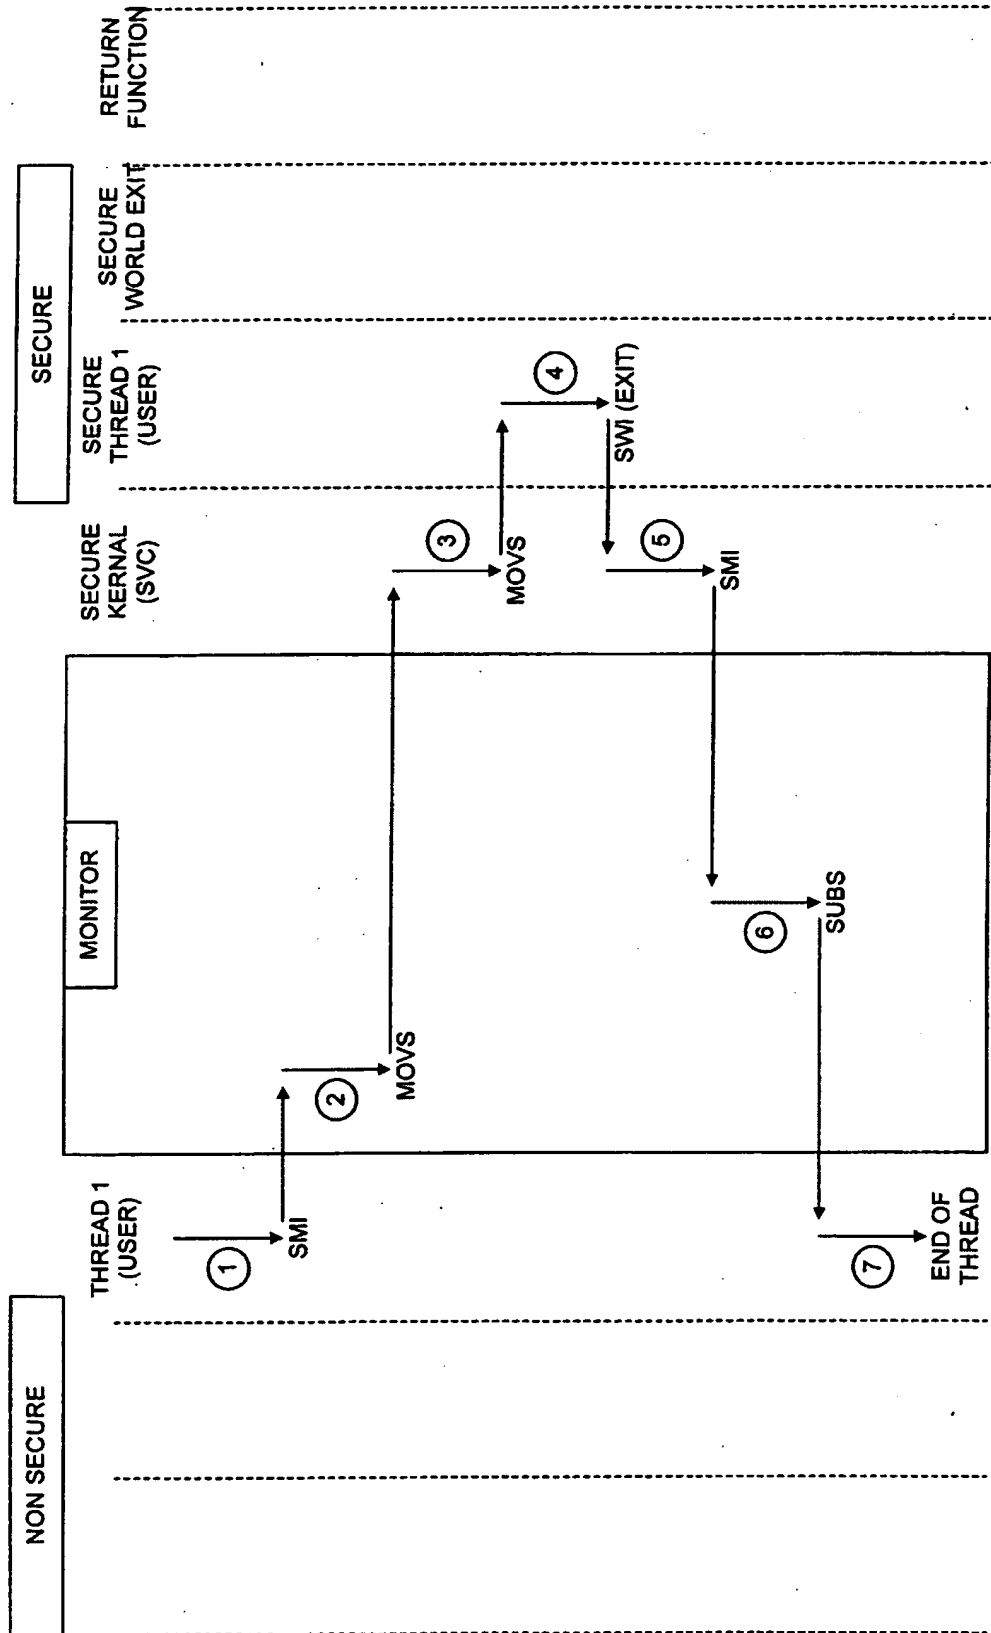 NON SECURE
MONITOR
SECURE
THREAD 1
(USER)
SECURE
KERNAL
(SVC)
SECURE
THREAD 1
(USER)
SECURE
WORLD EXIT
RETURN
FUNCTION
1
SMI
2
MOVS
3
MOVS
4
SWI (EXIT)
5
SMI
6
SUBS
7
END OF
THREAD